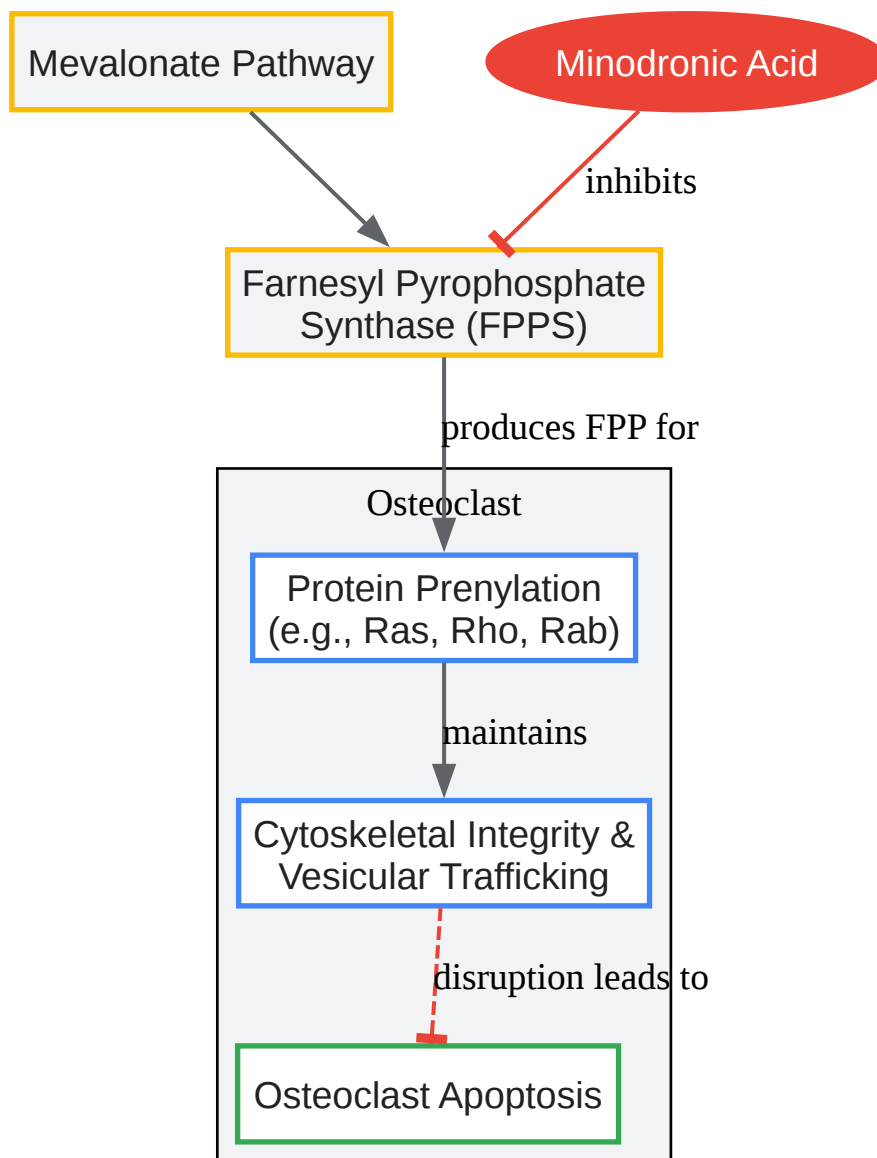 Mevalonate Pathway
Minodronic Acid
inhibits
Farnesyl Pyrophosphate
Synthase (FPPS)
produces FPP for
Osteoclast
Protein Prenylation
(e.g., Ras, Rho, Rab)
maintains
Cytoskeletal Integrity &
Vesicular Trafficking
disruption leads to
Osteoclast Apoptosis